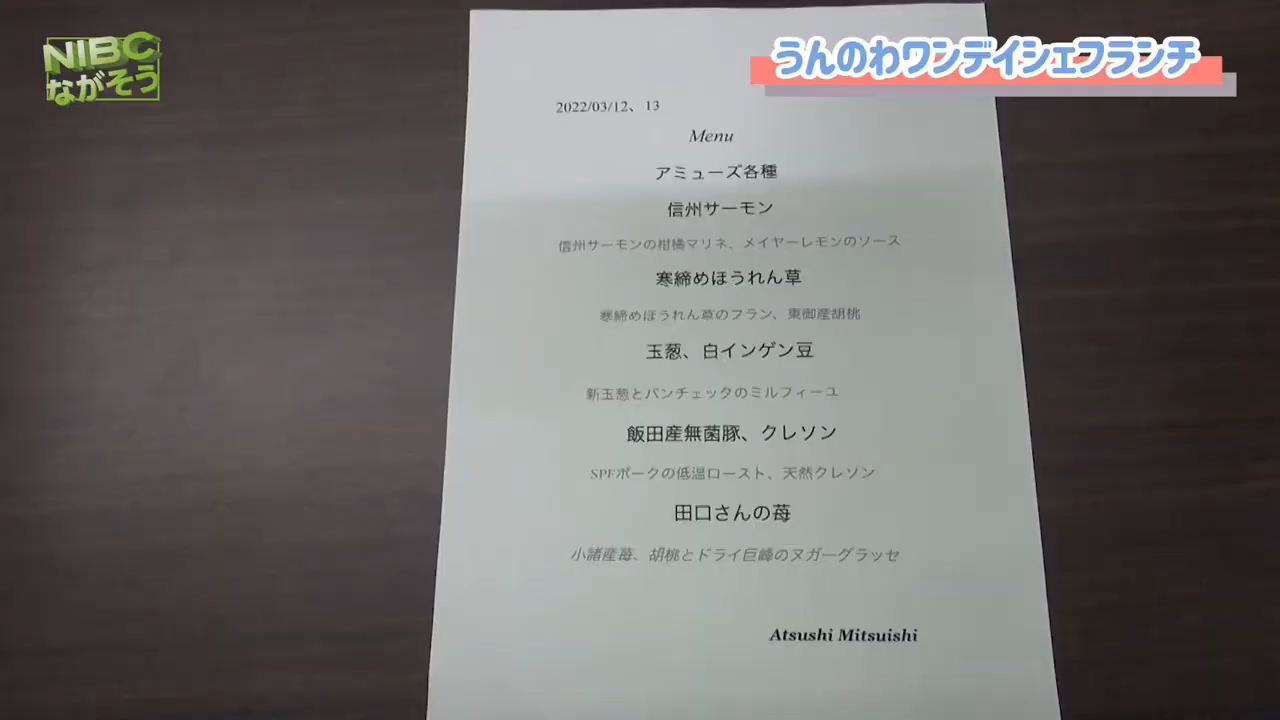 NIBC
ながそう
うんのわワンデイシェフランチ
2022/03/12、13
Menu
アミューズ各種
信州サーモン
信州サーモンの柑橘マリネ、メイヤーレモンのソース
寒締めほうれん草
寒締めほうれん草のフラン、東御産胡桃
玉葱、白インゲン豆
新玉葱とパンチェッタのミルフィーユ
飯田産無菌豚、クレソン
SPFポークの低温ロースト、天然クレソン
田口さんの苺
小諸産苺、胡桃とドライ巨峰のヌガーグラッセ
Atsushi Mitsuishi